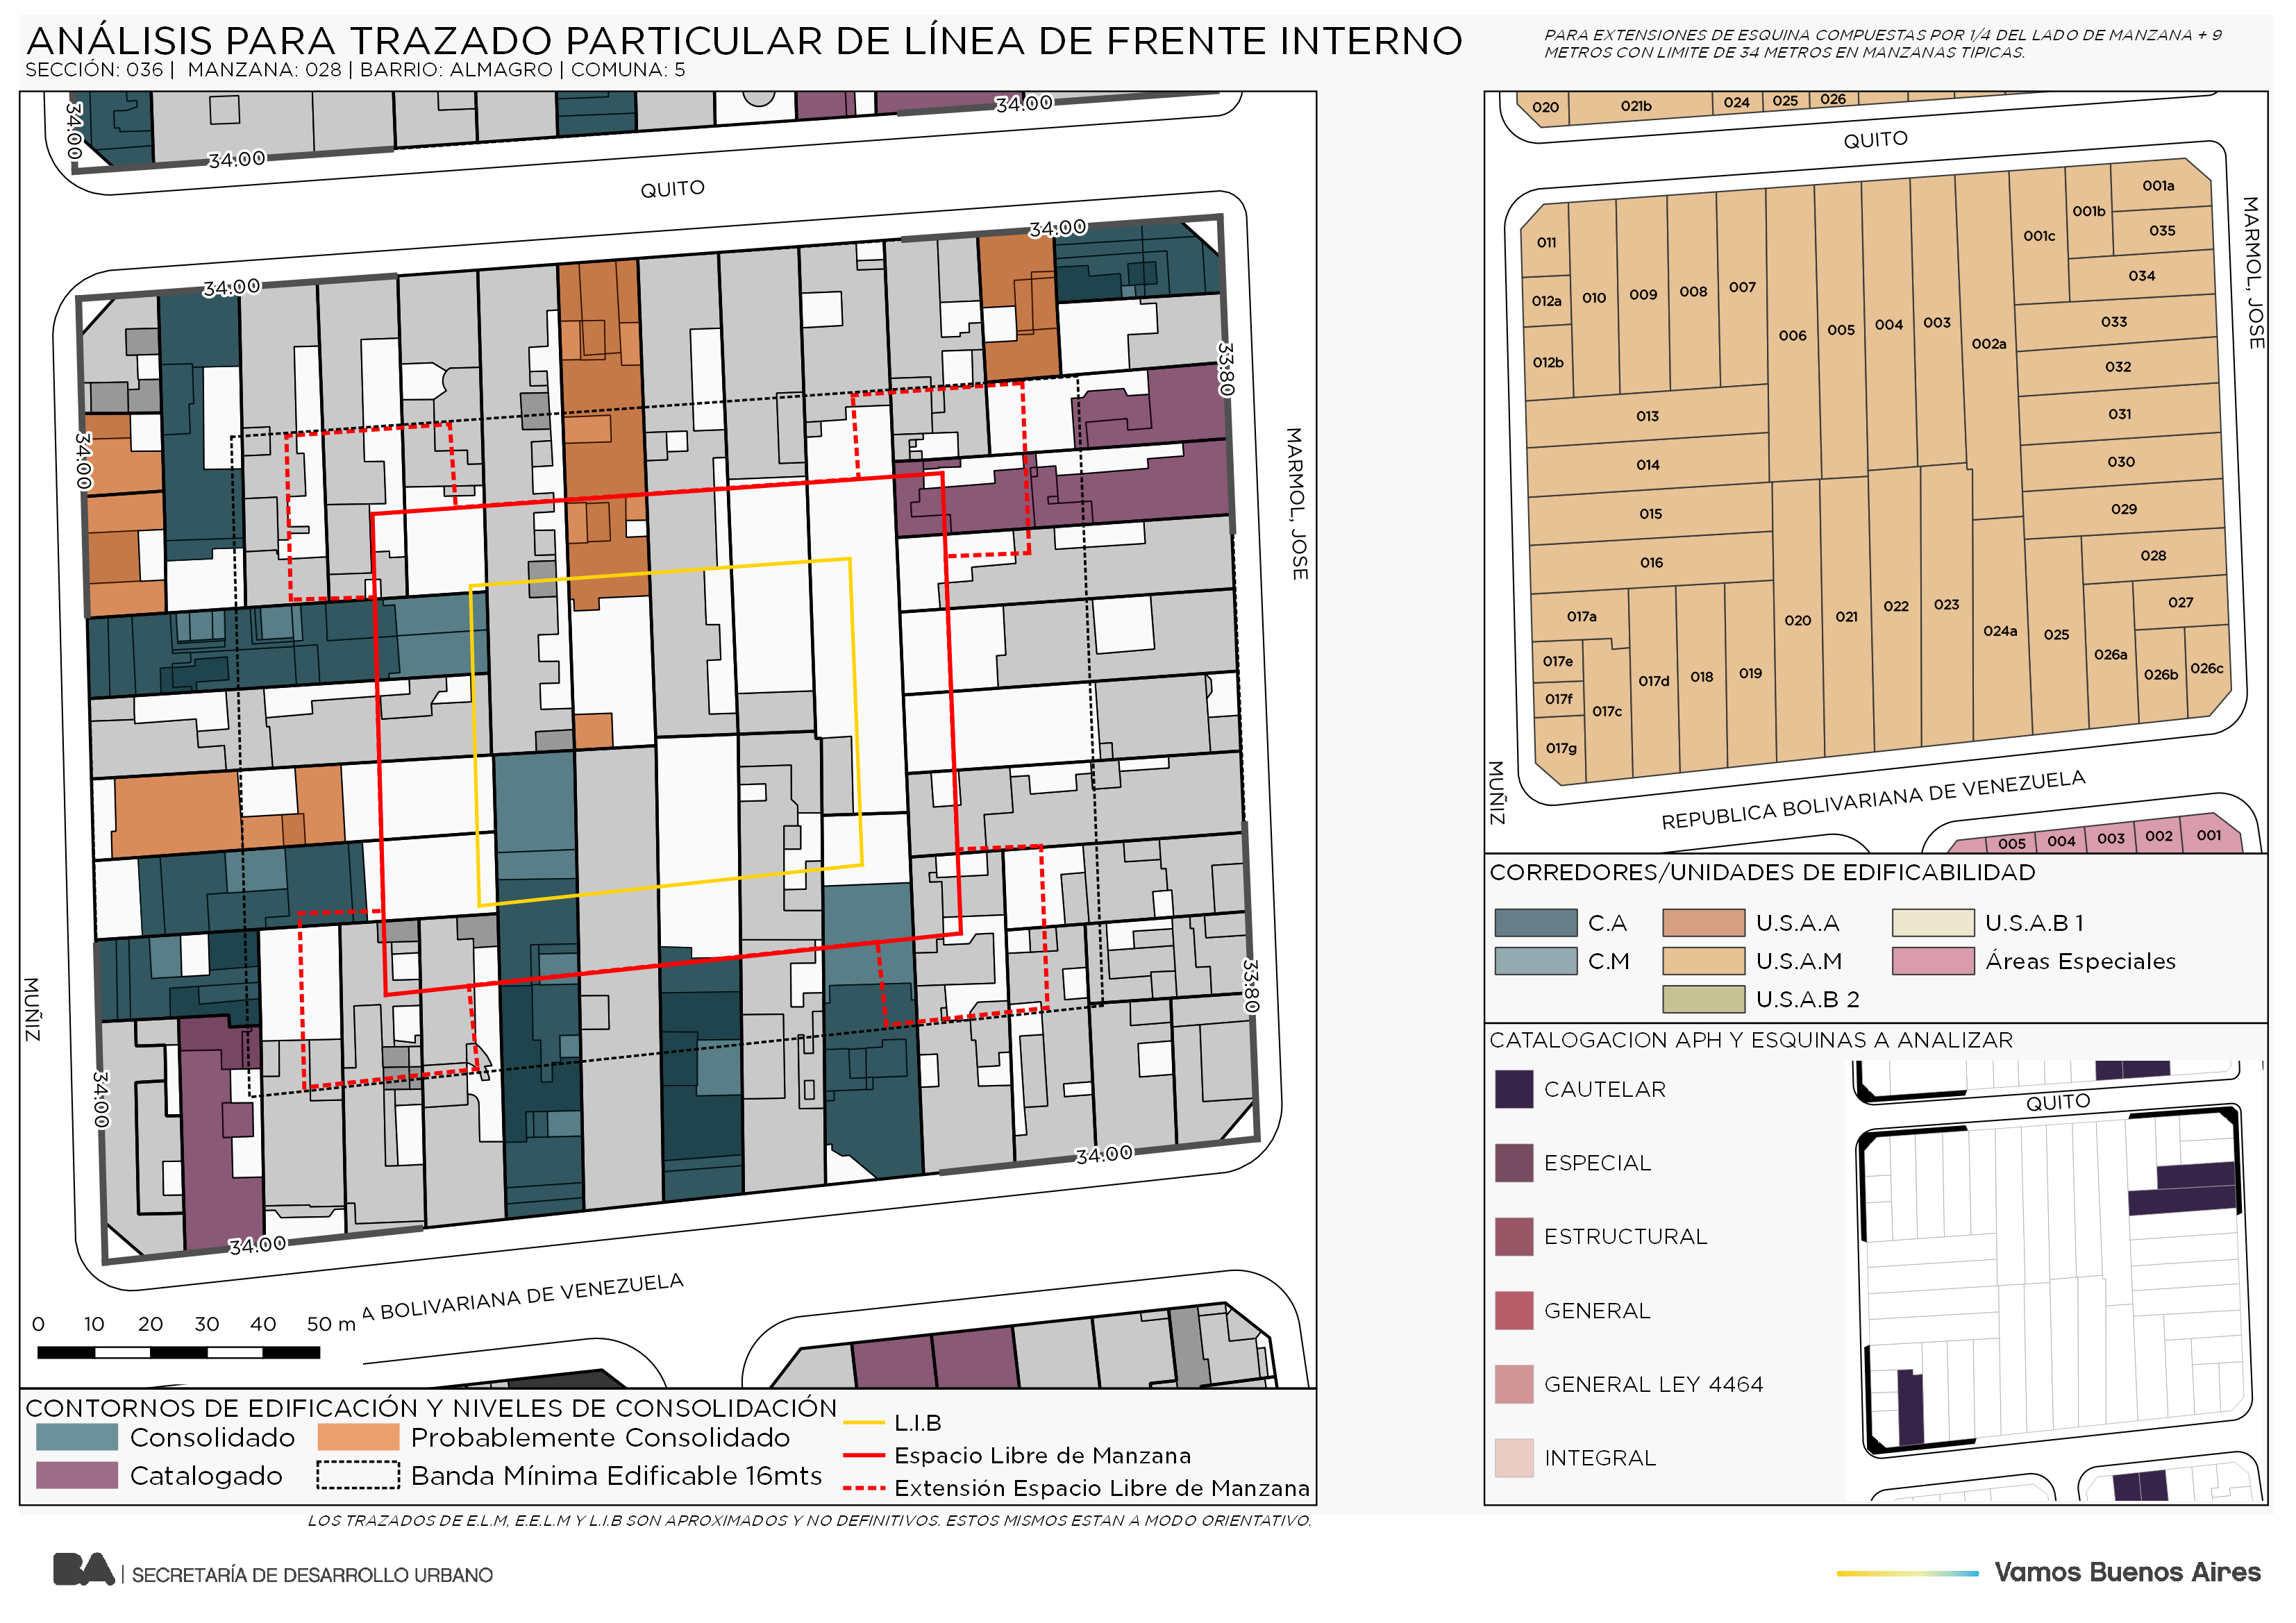 ANÁLISIS PARA TRAZADO PARTICULAR DE LÍNEA DE FRENTE INTERNO
SECCIÓN: 036 | MANZANA: 028 | BARRIO: ALMAGRO | COMUNA: 5
PARA EXTENSIONES DE ESQUINA COMPUESTAS POR 1/4 DEL LADO DE MANZANA + 9
METROS CON LIMITE DE 34 METROS EN MANZANAS TIPICAS.
34.00
34.00
34.00
QUITO
34.00
34.00
34.00
33.80
MARMOL, JOSE
33.80
34.00
34.00
34.00
MUÑIZ
A BOLIVARIANA DE VENEZUELA
0 10 20 30 40 50 m
CONTORNOS DE EDIFICACIÓN Y NIVELES DE CONSOLIDACIÓN
Consolidado
Probablemente Consolidado
Catalogado
Banda Mínima Edificable 16mts
L.I.B
Espacio Libre de Manzana
Extensión Espacio Libre de Manzana
LOS TRAZADOS DE E.L.M, E.E.L.M Y L.I.B SON APROXIMADOS Y NO DEFINITIVOS. ESTOS MISMOS ESTAN A MODO ORIENTATIVO.
020 021b 024 025 026
QUITO
MARMOL, JOSE
001a
001b
035
001c
034
011
012a
012b
010
009
008
007
006
005
004
003
002a
033
032
031
030
029
028
027
013
014
015
016
017a
017e
017f
017g
017c
017d
018
019
020
021
022
023
024a
025
026a
026b
026c
MUÑIZ
REPUBLICA BOLIVARIANA DE VENEZUELA
005 004 003 002 001
CORREDORES/UNIDADES DE EDIFICABILIDAD
C.A
U.S.A.A
U.S.A.B 1
C.M
U.S.A.M
Áreas Especiales
U.S.A.B 2
CATALOGACION APH Y ESQUINAS A ANALIZAR
CAUTELAR
ESPECIAL
ESTRUCTURAL
GENERAL
GENERAL LEY 4464
INTEGRAL
QUITO
BA | SECRETARÍA DE DESARROLLO URBANO
Vamos Buenos Aires